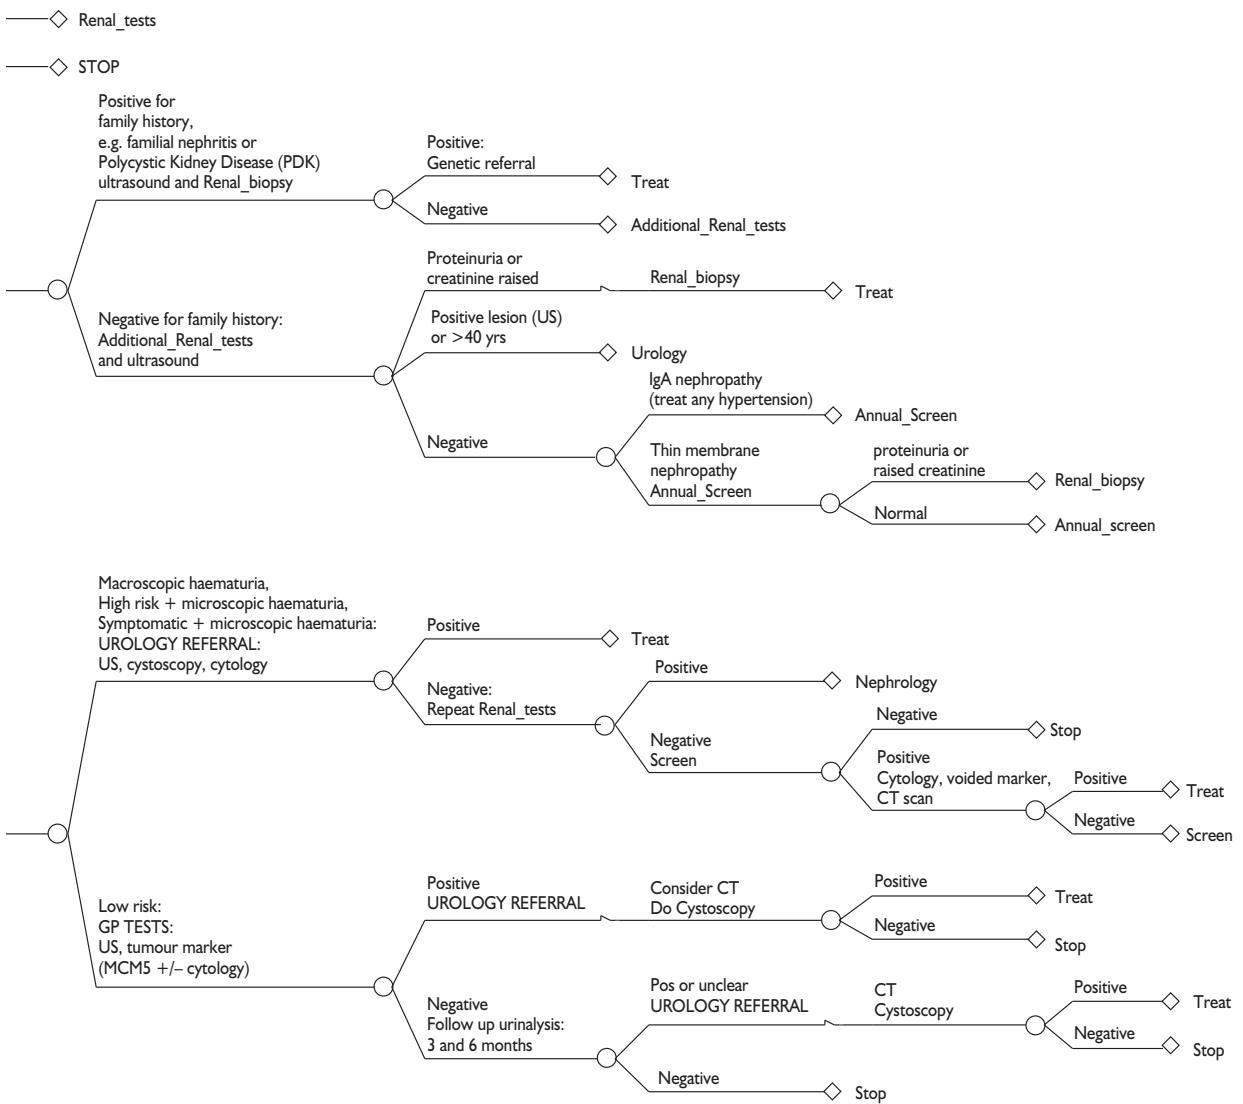 Renal_tests
STOP
Positive for
family history,
e.g. familial nephritis or
Polycystic Kidney Disease (PDK)
ultrasound and Renal_biopsy
Positive:
Genetic referral
Treat
Negative
Additional_Renal_tests
Negative for family history:
Additional_Renal_tests
and ultrasound
Proteinuria or
creatinine raised
Renal_biopsy
Treat
Positive lesion (US)
or >40 yrs
Urology
Negative
IgA nephropathy
(treat any hypertension)
Annual_Screen
Thin membrane
nephropathy
Annual_Screen
proteinuria or
raised creatinine
Renal_biopsy
Normal
Annual_screen
Macroscopic haematuria,
High risk + microscopic haematuria,
Symptomatic + microscopic haematuria:
UROLOGY REFERRAL:
US, cystoscopy, cytology
Positive
Treat
Negative:
Repeat Renal_tests
Positive
Nephrology
Negative
Screen
Negative
Stop
Positive
Cytology, voided marker,
CT scan
Positive
Treat
Negative
Screen
Low risk:
GP TESTS:
US, tumour marker
(MCM5 +/– cytology)
Positive
UROLOGY REFERRAL
Consider CT
Do Cystoscopy
Positive
Treat
Negative
Stop
Negative
Follow up urinalysis:
3 and 6 months
Pos or unclear
UROLOGY REFERRAL
CT
Cystoscopy
Positive
Treat
Negative
Stop
Negative
Stop